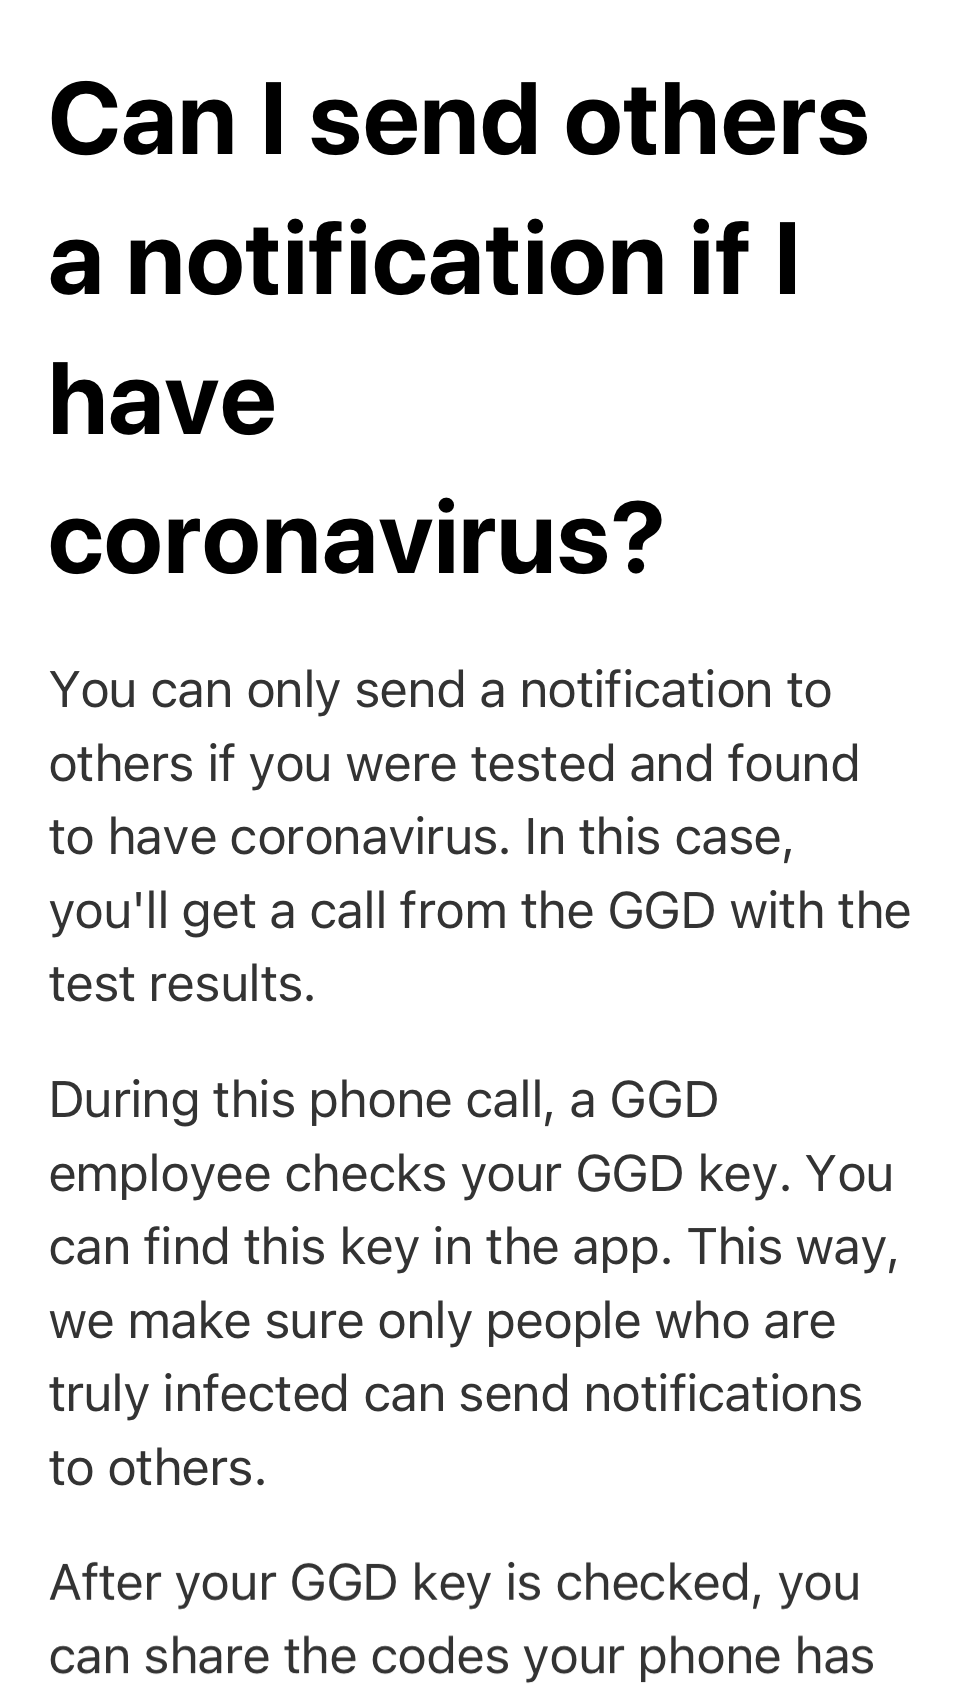 Can I send others
a notification if I
have
coronavirus?
You can only send a notification to
others if you were tested and found
to have coronavirus. In this case,
you'll get a call from the GGD with the
test results.
During this phone call, a GGD
employee checks your GGD key. You
can find this key in the app. This way,
we make sure only people who are
truly infected can send notifications
to others.
After your GGD key is checked, you
can share the codes your phone has